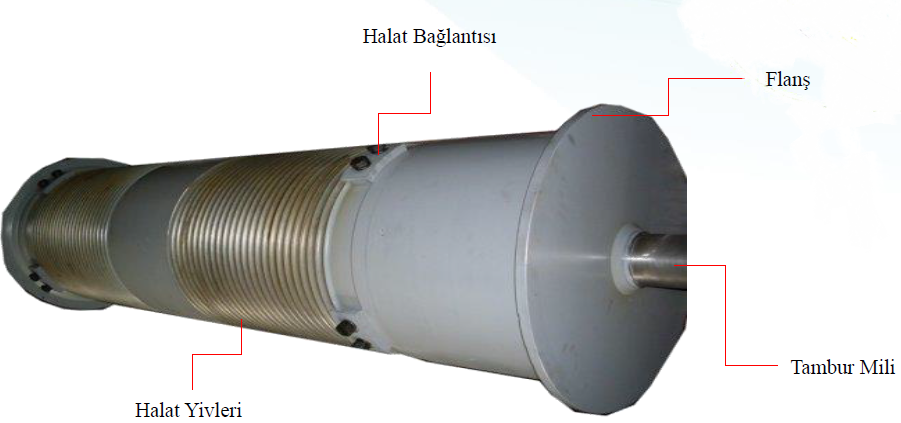 Halat Bağlantısı
Flanş
Tambur Mili
Halat Yivleri